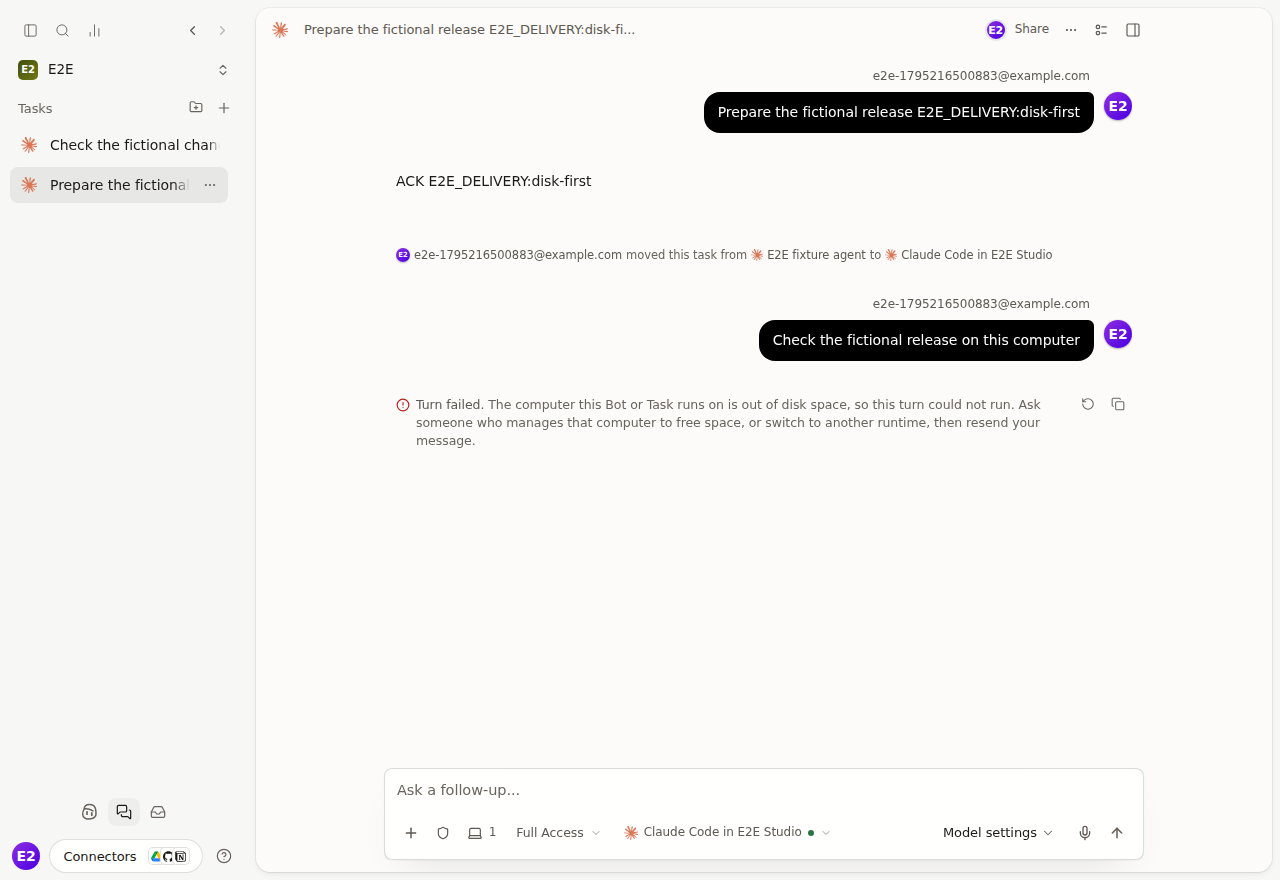 Prepare the fictional release E2E_DELIVERY:disk-fi...
E2 Share
E2 E2E
Tasks
Check the fictional chan
Prepare the fictional
e2e-1795216500883@example.com
Prepare the fictional release E2E_DELIVERY:disk-first
E2
ACK E2E_DELIVERY:disk-first
E2 e2e-1795216500883@example.com moved this task from E2E fixture agent to Claude Code in E2E Studio
e2e-1795216500883@example.com
Check the fictional release on this computer
E2
Turn failed. The computer this Bot or Task runs on is out of disk space, so this turn could not run. Ask
someone who manages that computer to free space, or switch to another runtime, then resend your
message.
Ask a follow-up...
1 Full Access Claude Code in E2E Studio Model settings
E2 Connectors